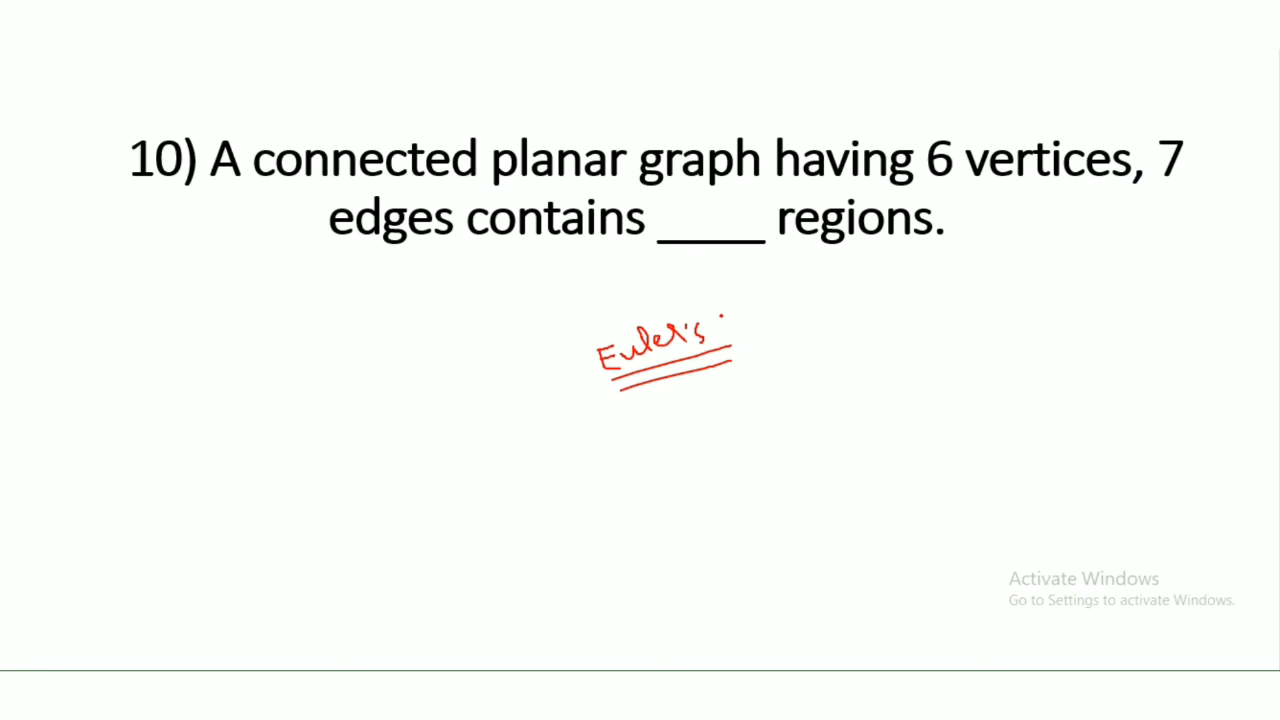 10) A connected planar graph having 6 vertices, 7
edges contains ____ regions.
Euler's
Activate Windows
Go to Settings to activate Windows.